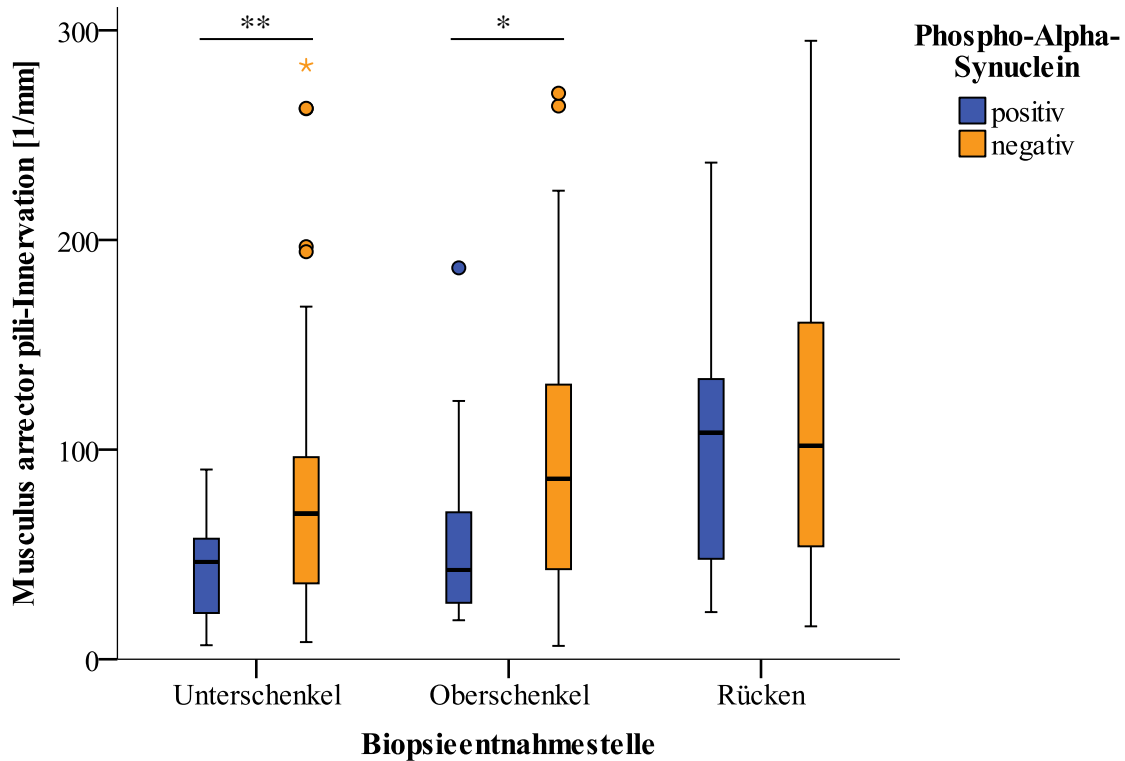 Musculus arrector pili-Innervation [1/mm]
300
200
100
0
**
*
Unterschenkel
Oberschenkel
Rücken
Biopsieentnahmestelle
Phospho-Alpha-
Synuclein
positiv
negativ